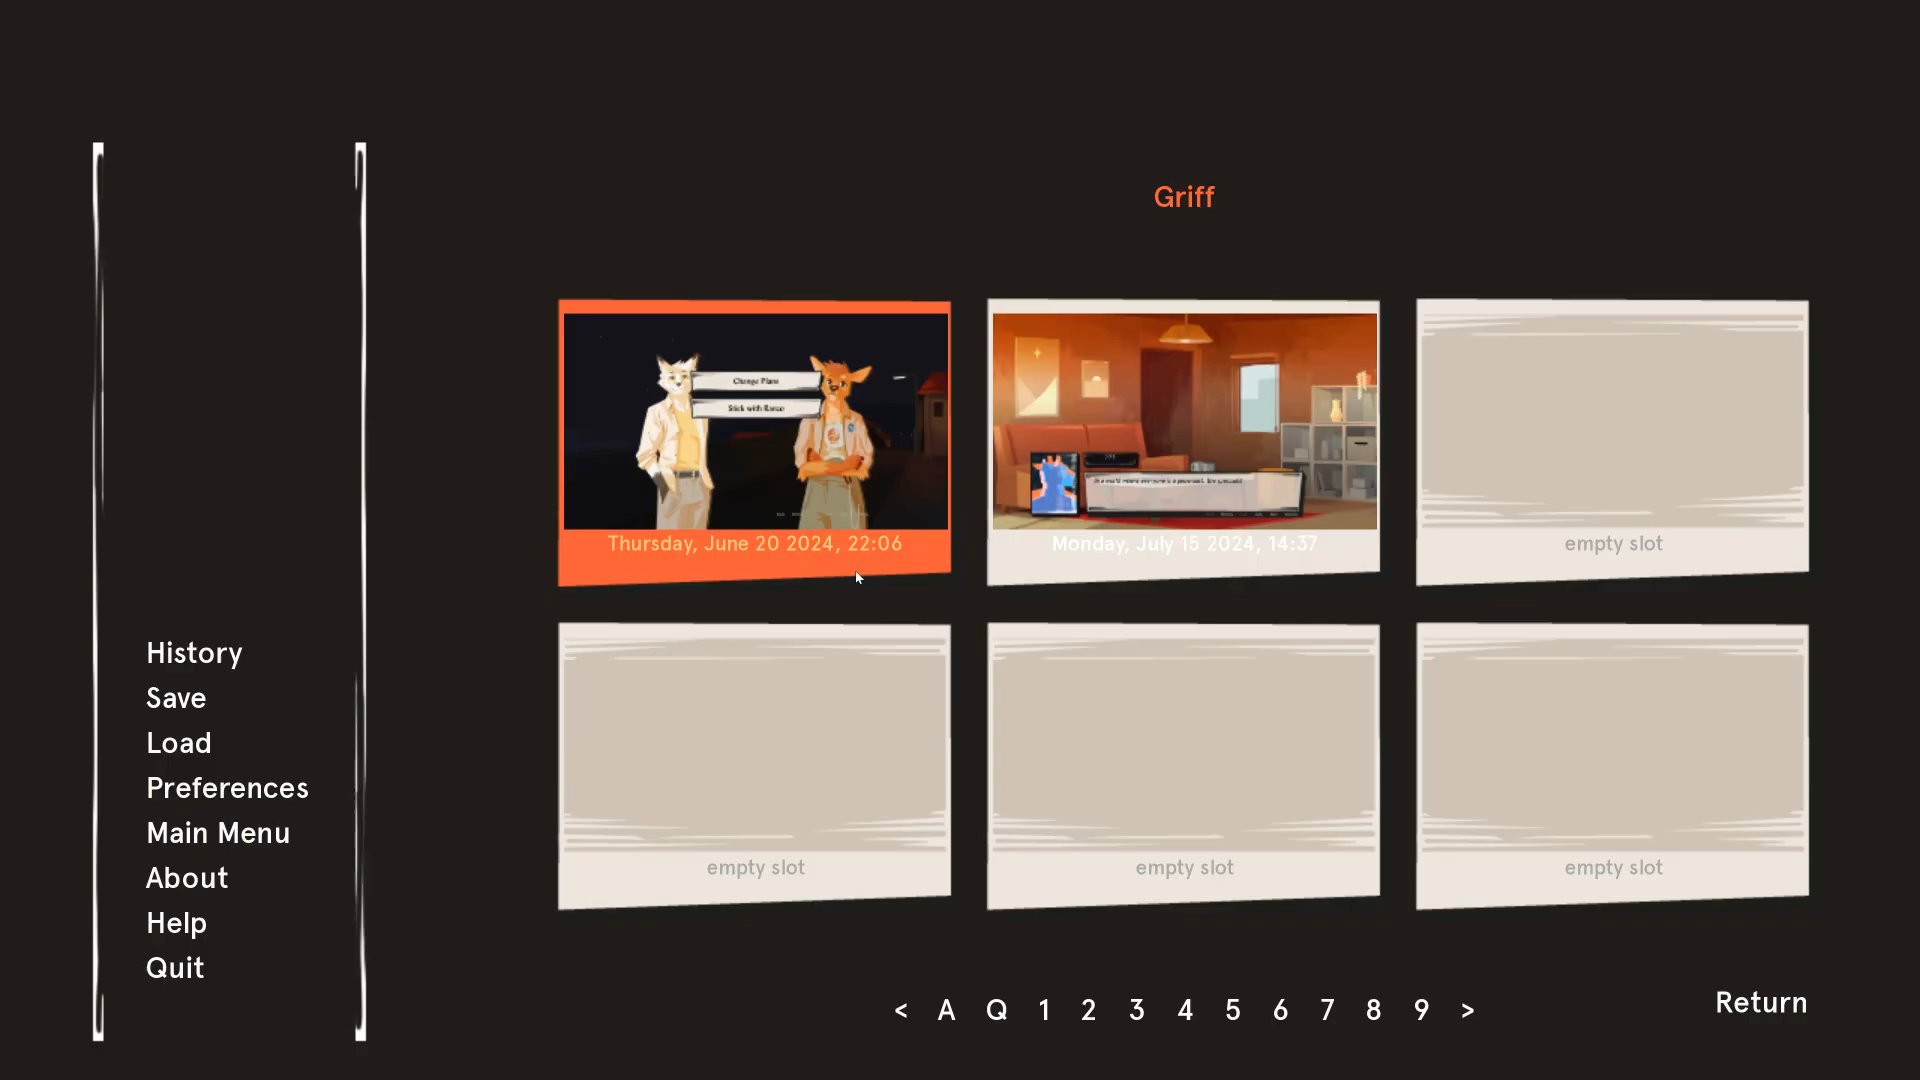 Griff
Change Plans
Stick with Ranzo
Thursday, June 20 2024, 22:06
Monday, July 15 2024, 14:37
empty slot
empty slot
empty slot
empty slot
History
Save
Load
Preferences
Main Menu
About
Help
Quit
< A Q 1 2 3 4 5 6 7 8 9 >
Return